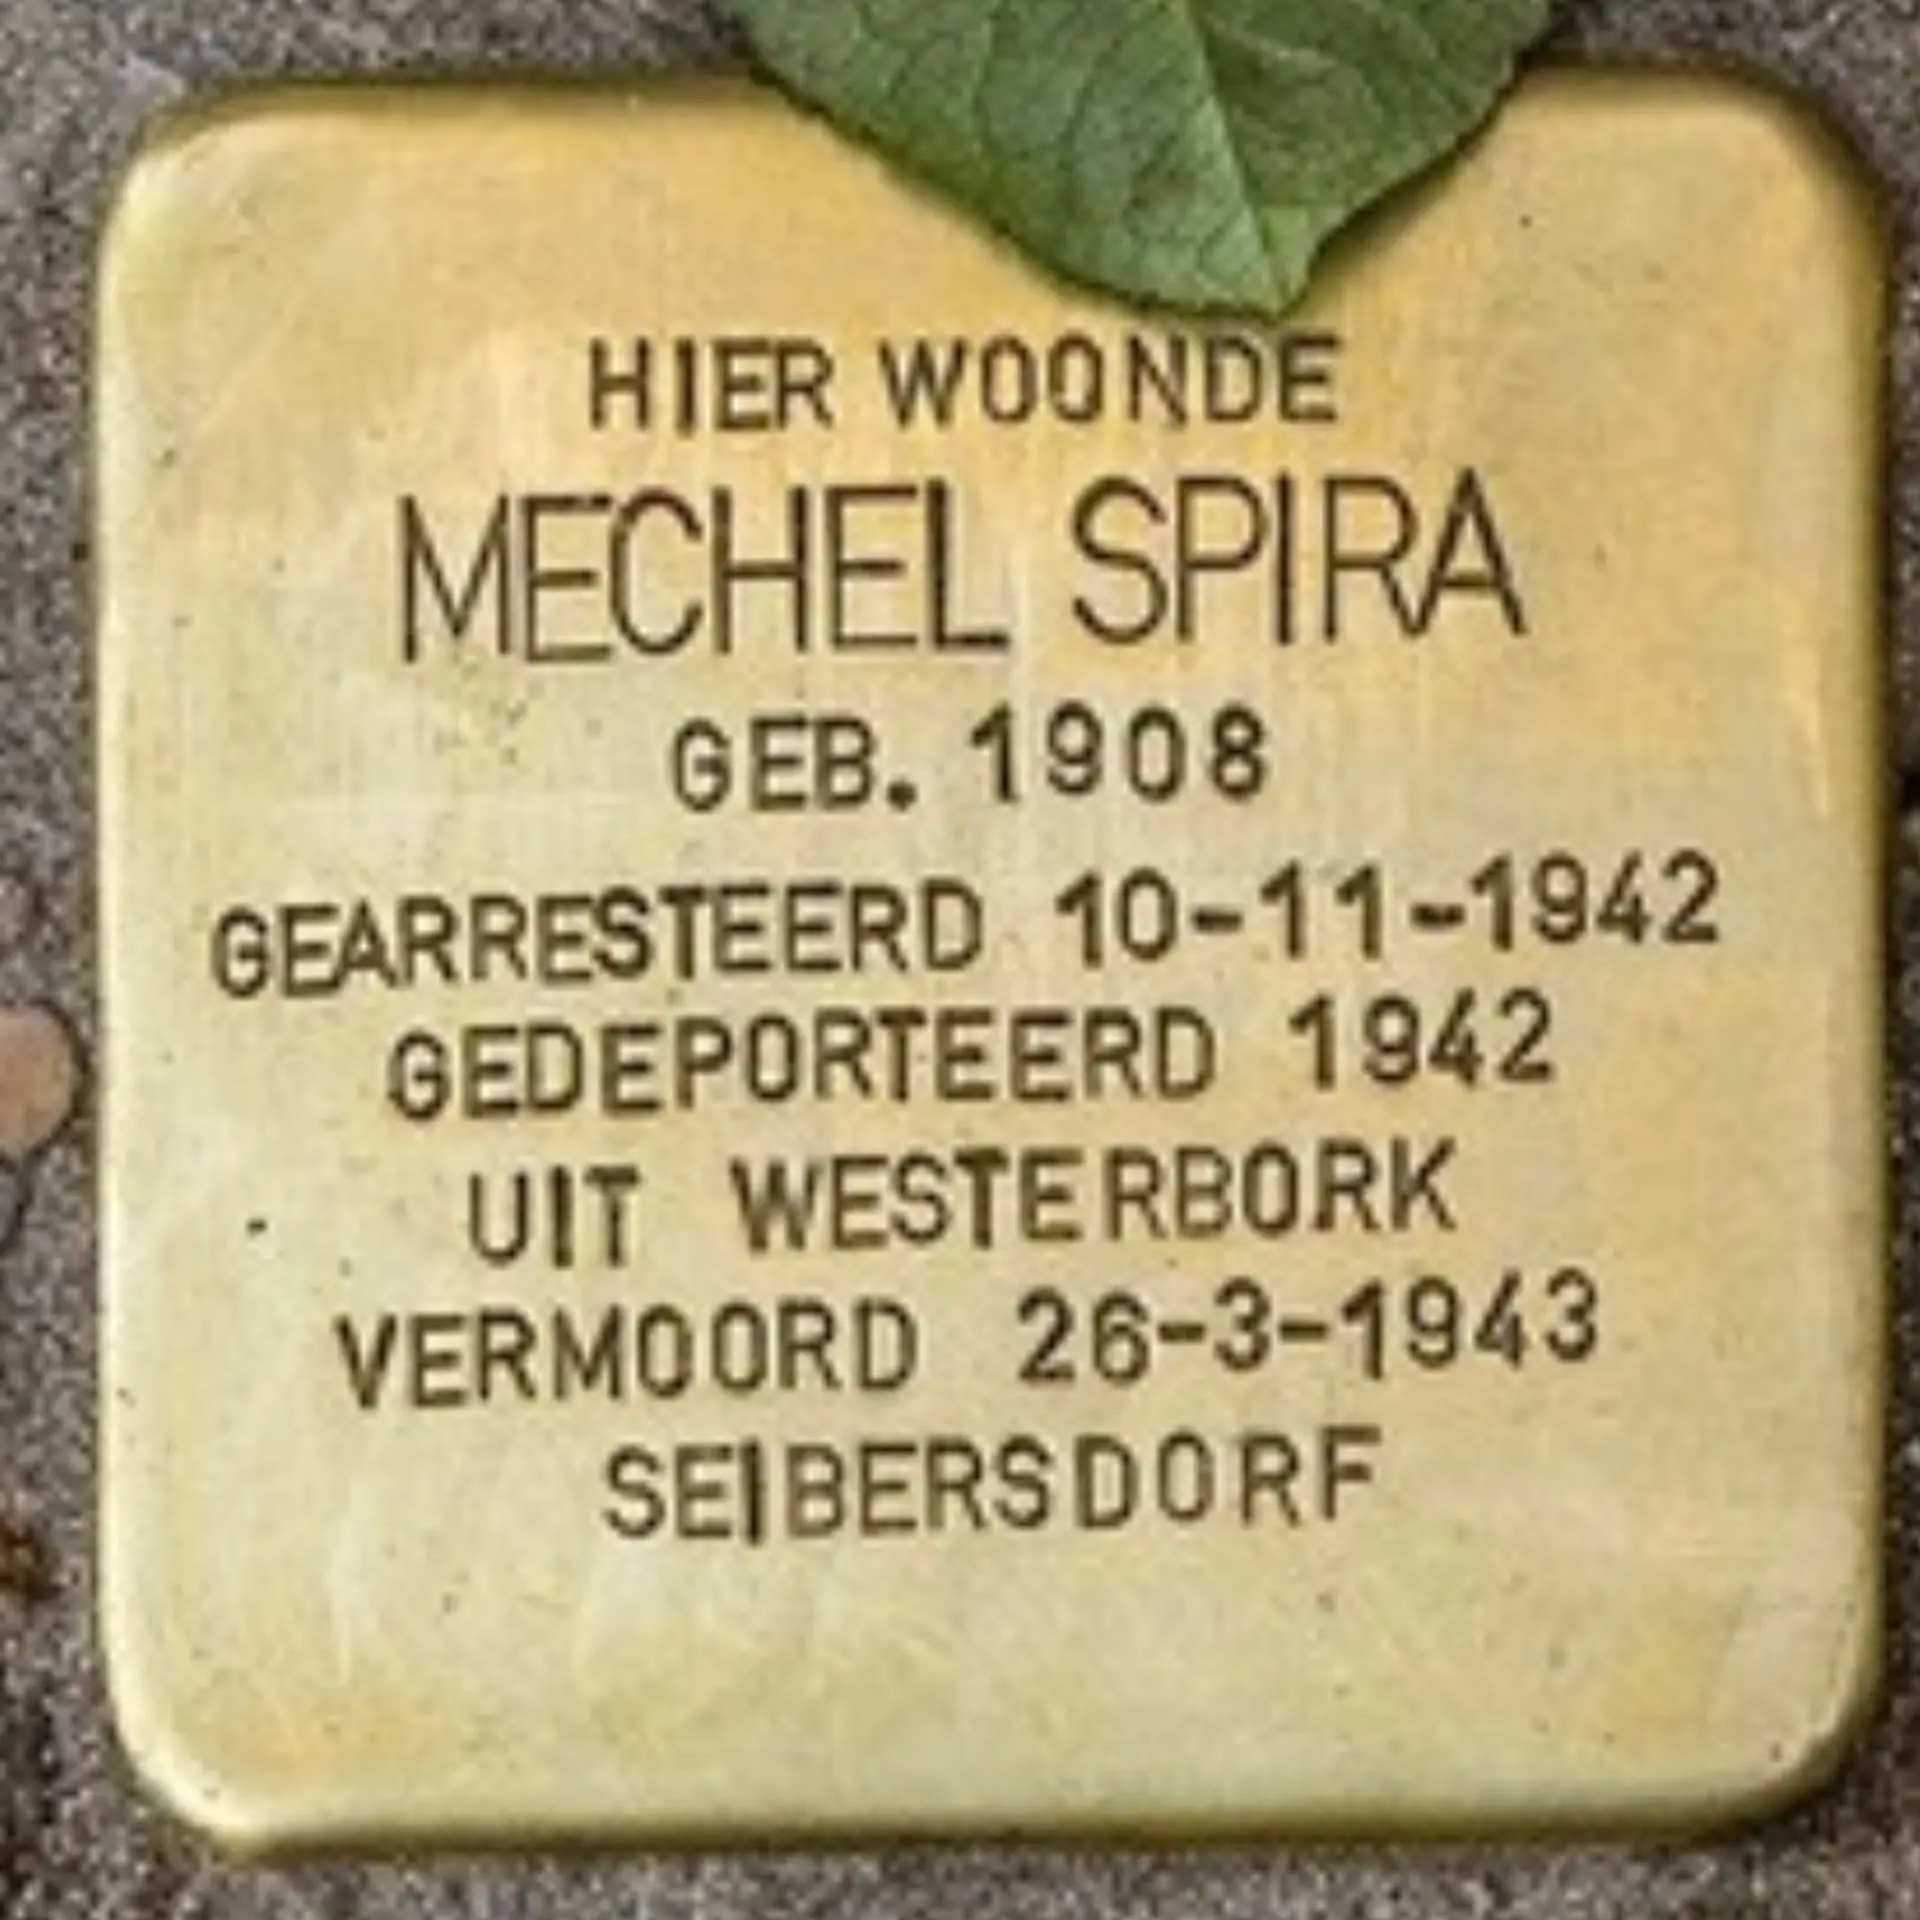 HIER WOONDE
MECHEL SPIRA
GEB. 1908
GEARRESTEERD 10-11-1942
GEDEPORTEERD 1942
UIT WESTERBORK
VERMOORD 26-3-1943
SEIBERSDORF